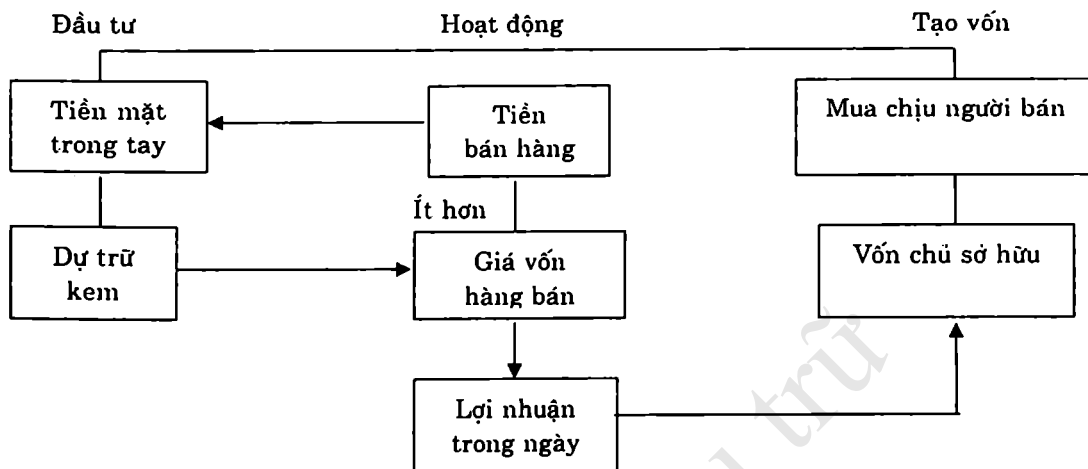 Đầu tư
Hoạt động
Tạo vốn
Tiền mặt
trong tay
Tiền
bán hàng
Mua chịu người bán
Ít hơn
Dự trữ
kem
Giá vốn
hàng bán
Vốn chủ sở hữu
Lợi nhuận
trong ngày
trữ